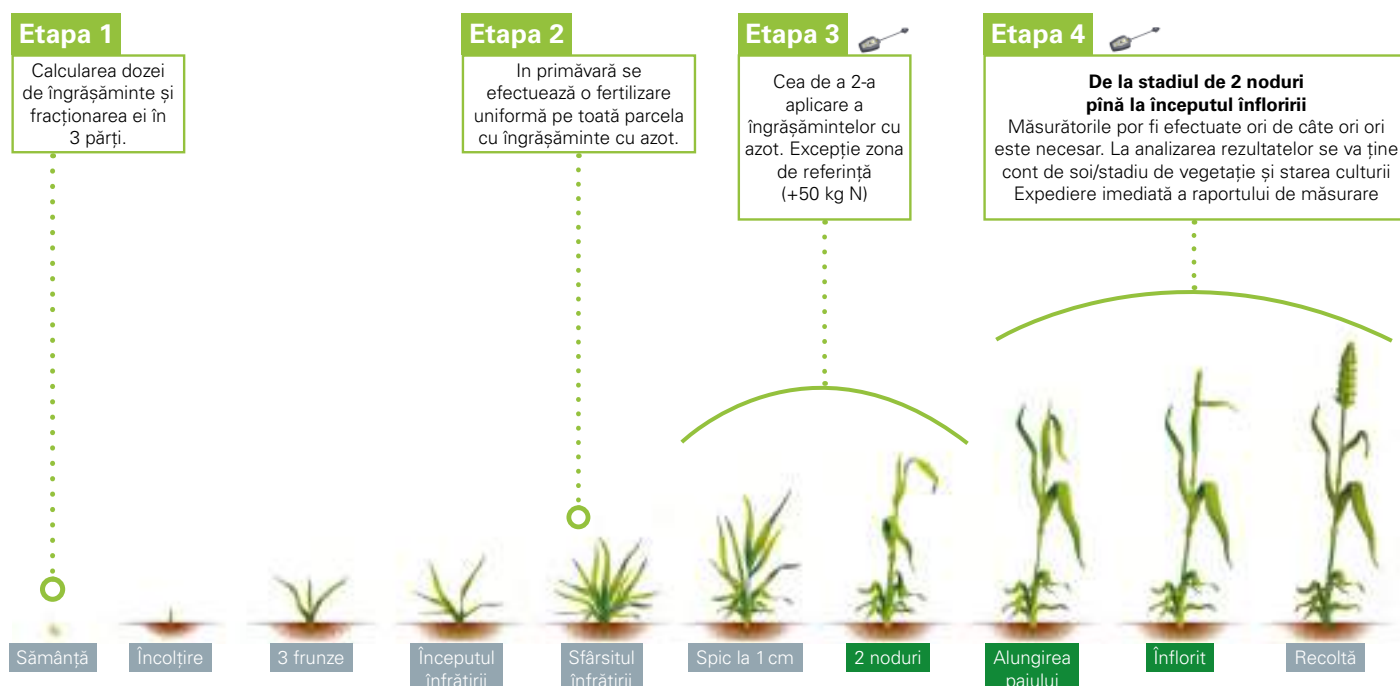 Etapa 1
Calcularea dozei
de îngrășăminte și
fracționarea ei în
3 părți.
Etapa 2
In primăvară se
efectuează o fertilizare
uniformă pe toată parcela
cu îngrășăminte cu azot.
Etapa 3
Cea de a 2-a
aplicare a
îngrășămintelor cu
azot. Excepție zona
de referință
(+50 kg N)
Etapa 4
De la stadiul de 2 noduri
pînă la începutul înfloririi
Măsurătorile por fi efectuate ori de câte ori ori
este necesar. La analizarea rezultatelor se va ține
cont de soi/stadiu de vegetație și starea culturii
Expediere imediată a raportului de măsurare
Sămânță
Încolțire
3 frunze
Începutul
înfrățirii
Sfârsitul
înfrățirii
Spic la 1 cm
2 noduri
Alungirea
paiului
Înflorit
Recoltă